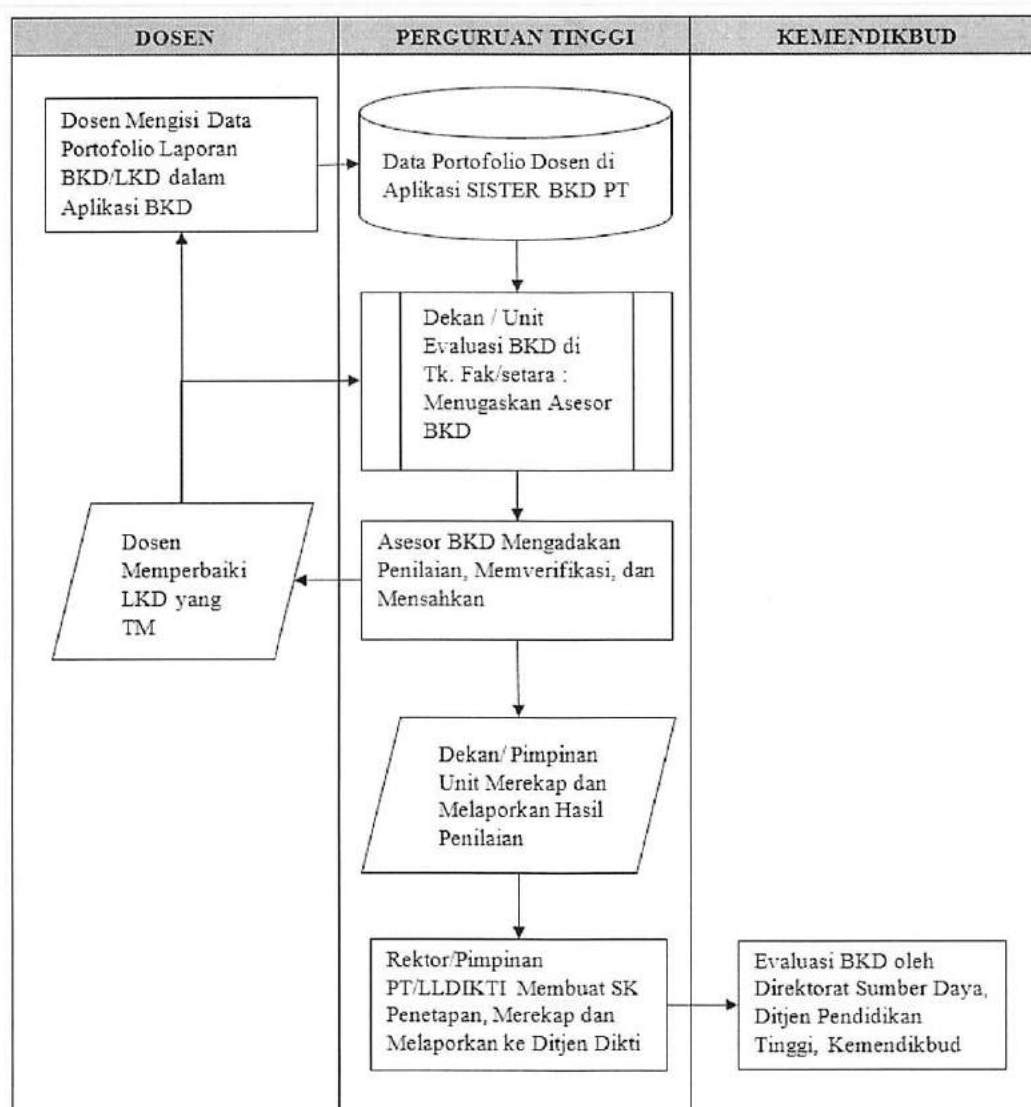 DOSEN
PERGURUAN TINGGI
KEMENDIKBUD
Dosen Mengisi Data
Portofolio Laporan
BKD/LKD dalam
Aplikasi BKD
Data Portofolio Dosen di
Aplikasi SISTER BKD PT
Dekan / Unit
Evaluasi BKD di
Tk. Fak/setara :
Menugaskan Asesor
BKD
Dosen
Memperbaiki
LKD yang
TM
Asesor BKD Mengadakan
Penilaian, Memverifikasi, dan
Mensahkan
Dekan/ Pimpinan
Unit Merekap dan
Melaporkan Hasil
Penilaian
Rektor/Pimpinan
PT/LLDIKTI Membuat SK
Penetapan, Merekap dan
Melaporkan ke Ditjen Dikti
Evaluasi BKD oleh
Direktorat Sumber Daya,
Ditjen Pendidikan
Tinggi, Kemendikbud